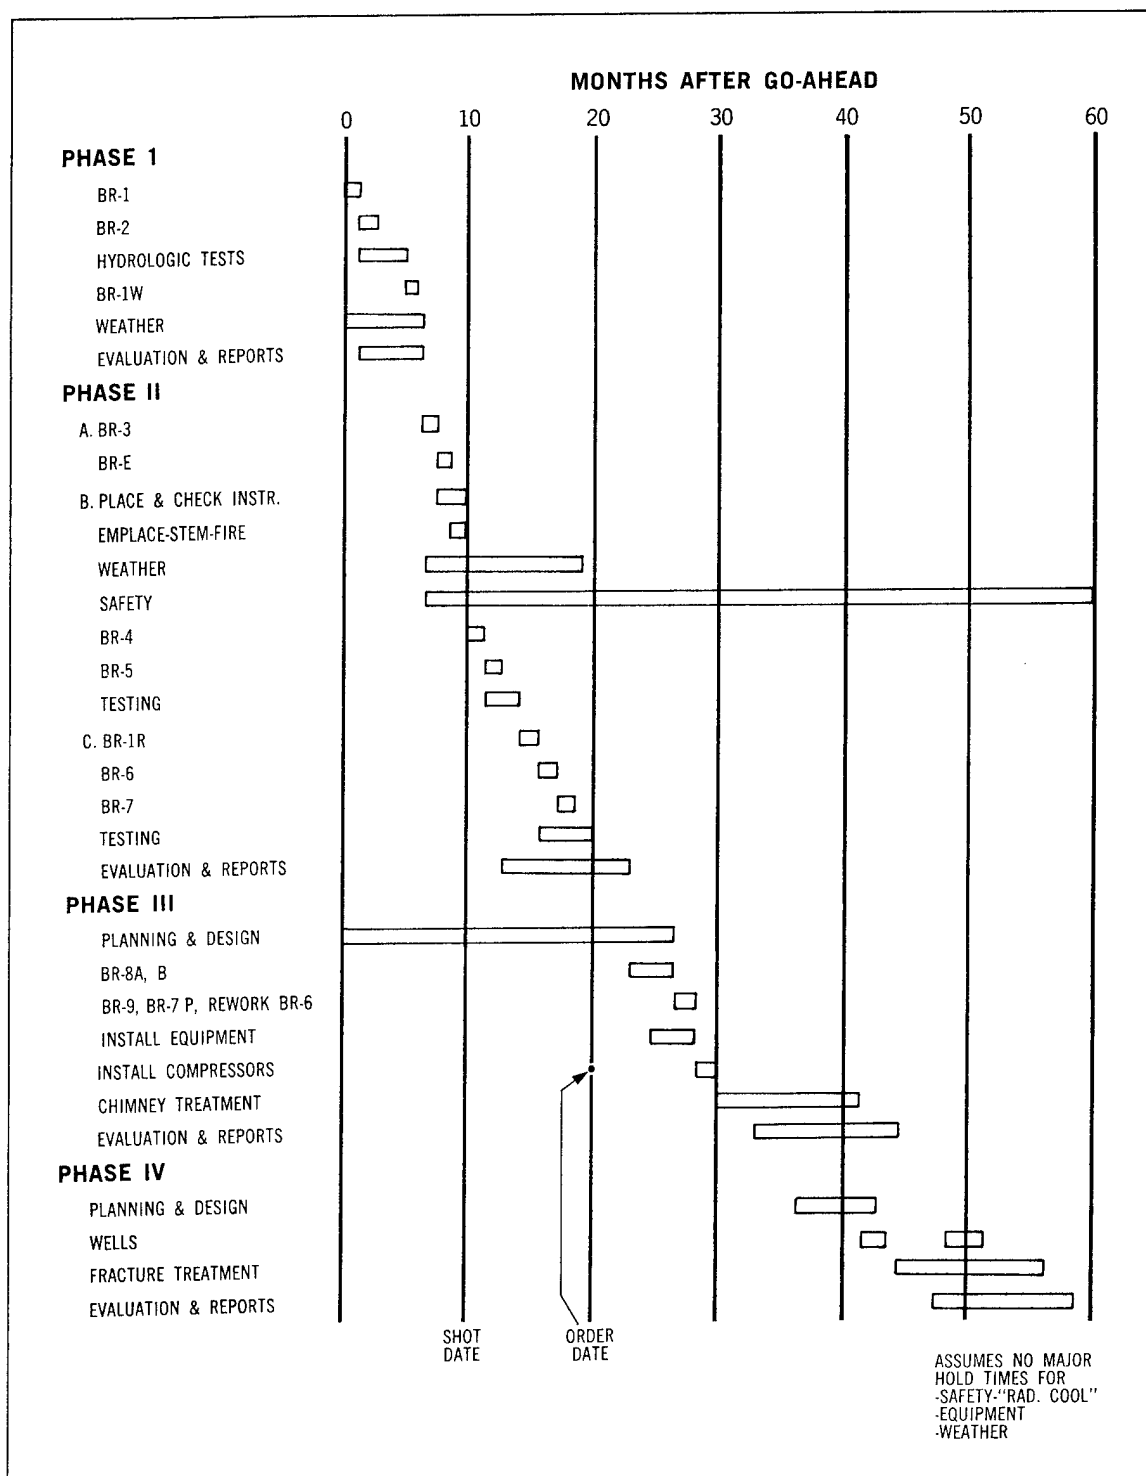 MONTHS AFTER GO-AHEAD
0 10 20 30 40 50 60
PHASE 1
BR-1
BR-2
HYDROLOGIC TESTS
BR-1W
WEATHER
EVALUATION & REPORTS
PHASE II
A. BR-3
BR-E
B. PLACE & CHECK INSTR.
EMPLACE-STEM-FIRE
WEATHER
SAFETY
BR-4
BR-5
TESTING
C. BR-1R
BR-6
BR-7
TESTING
EVALUATION & REPORTS
PHASE III
PLANNING & DESIGN
BR-8A, B
BR-9, BR-7 P, REWORK BR-6
INSTALL EQUIPMENT
INSTALL COMPRESSORS
CHIMNEY TREATMENT
EVALUATION & REPORTS
PHASE IV
PLANNING & DESIGN
WELLS
FRACTURE TREATMENT
EVALUATION & REPORTS
SHOT
DATE
ORDER
DATE
ASSUMES NO MAJOR
HOLD TIMES FOR
-SAFETY-"RAD. COOL"
-EQUIPMENT
-WEATHER